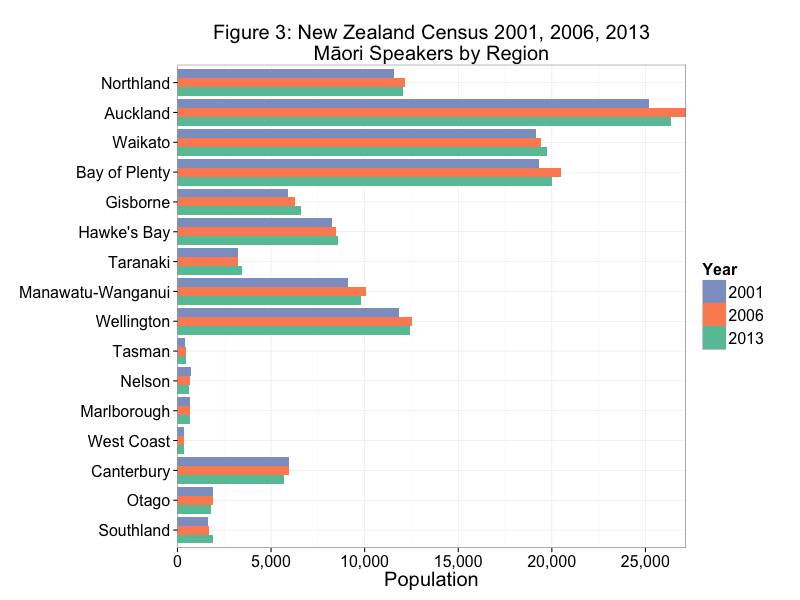 Figure 3: New Zealand Census 2001, 2006, 2013
Māori Speakers by Region
Northland
Auckland
Waikato
Bay of Plenty
Gisborne
Hawke's Bay
Taranaki
Manawatu-Wanganui
Wellington
Tasman
Nelson
Marlborough
West Coast
Canterbury
Otago
Southland
0 5,000 10,000 15,000 20,000 25,000
Population
Year
2001
2006
2013